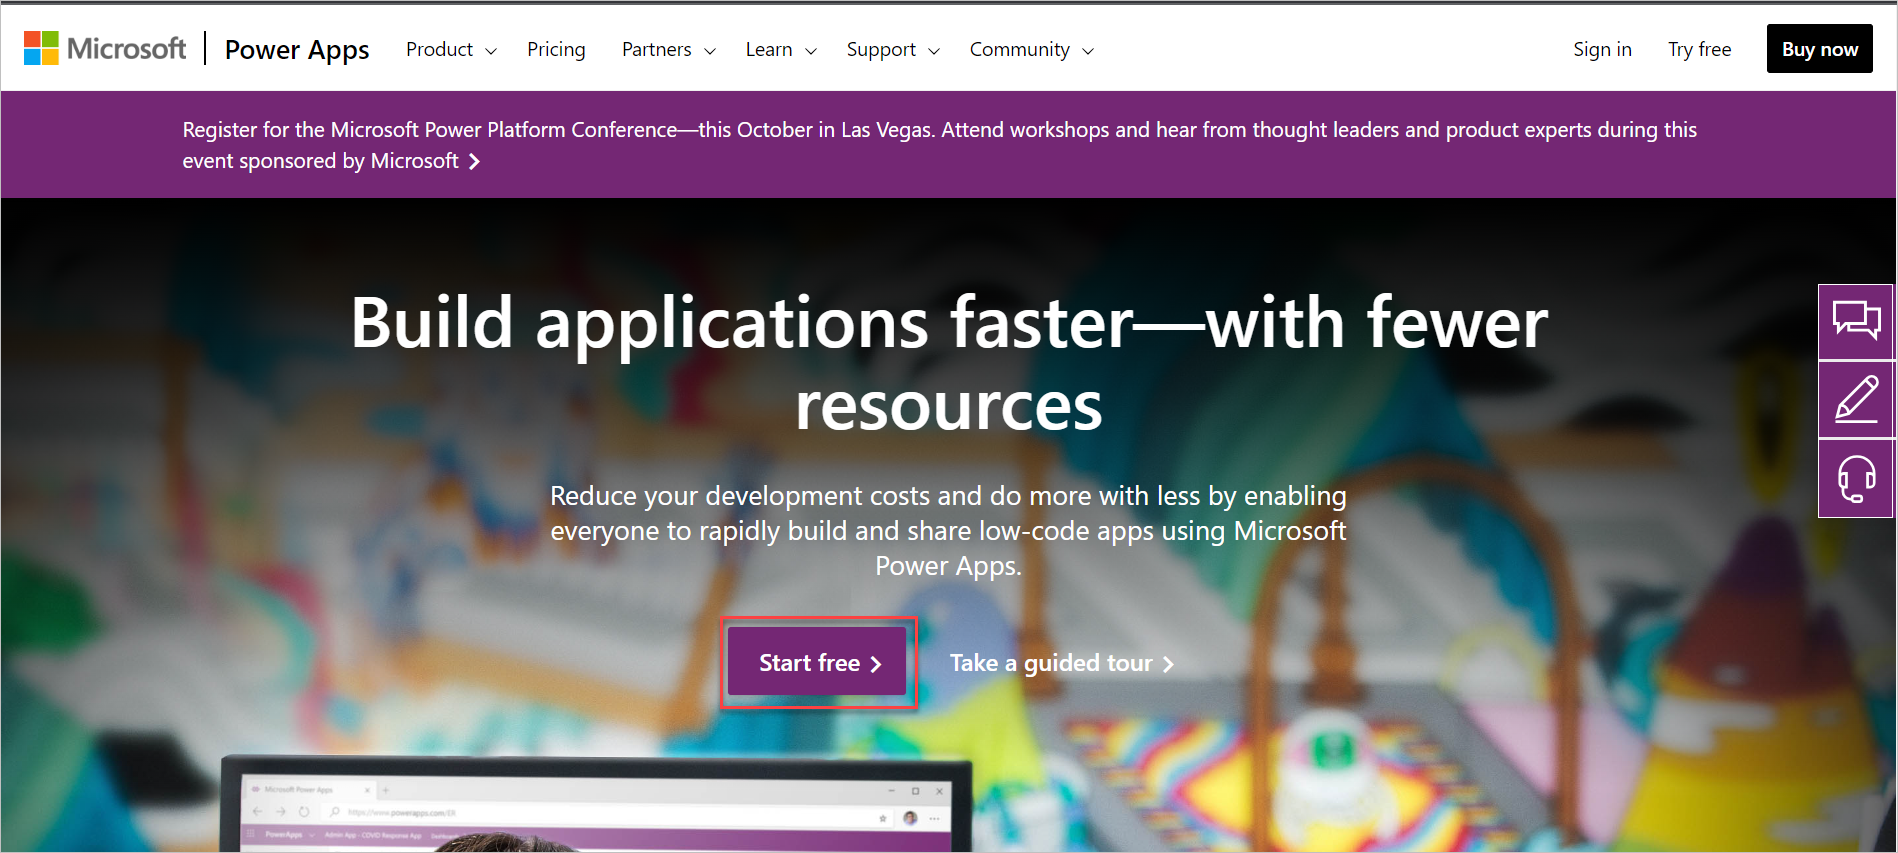 Microsoft Power Apps Product Pricing Partners Learn Support Community Sign in Try free Buy now
Register for the Microsoft Power Platform Conference—this October in Las Vegas. Attend workshops and hear from thought leaders and product experts during this
event sponsored by Microsoft
Build applications faster—with fewer
resources
Reduce your development costs and do more with less by enabling
everyone to rapidly build and share low-code apps using Microsoft
Power Apps.
Start free Take a guided tour
Microsoft Power Apps
https://www.powerapps.com/
PowerApps Admin App - COVID Response App Dashboard